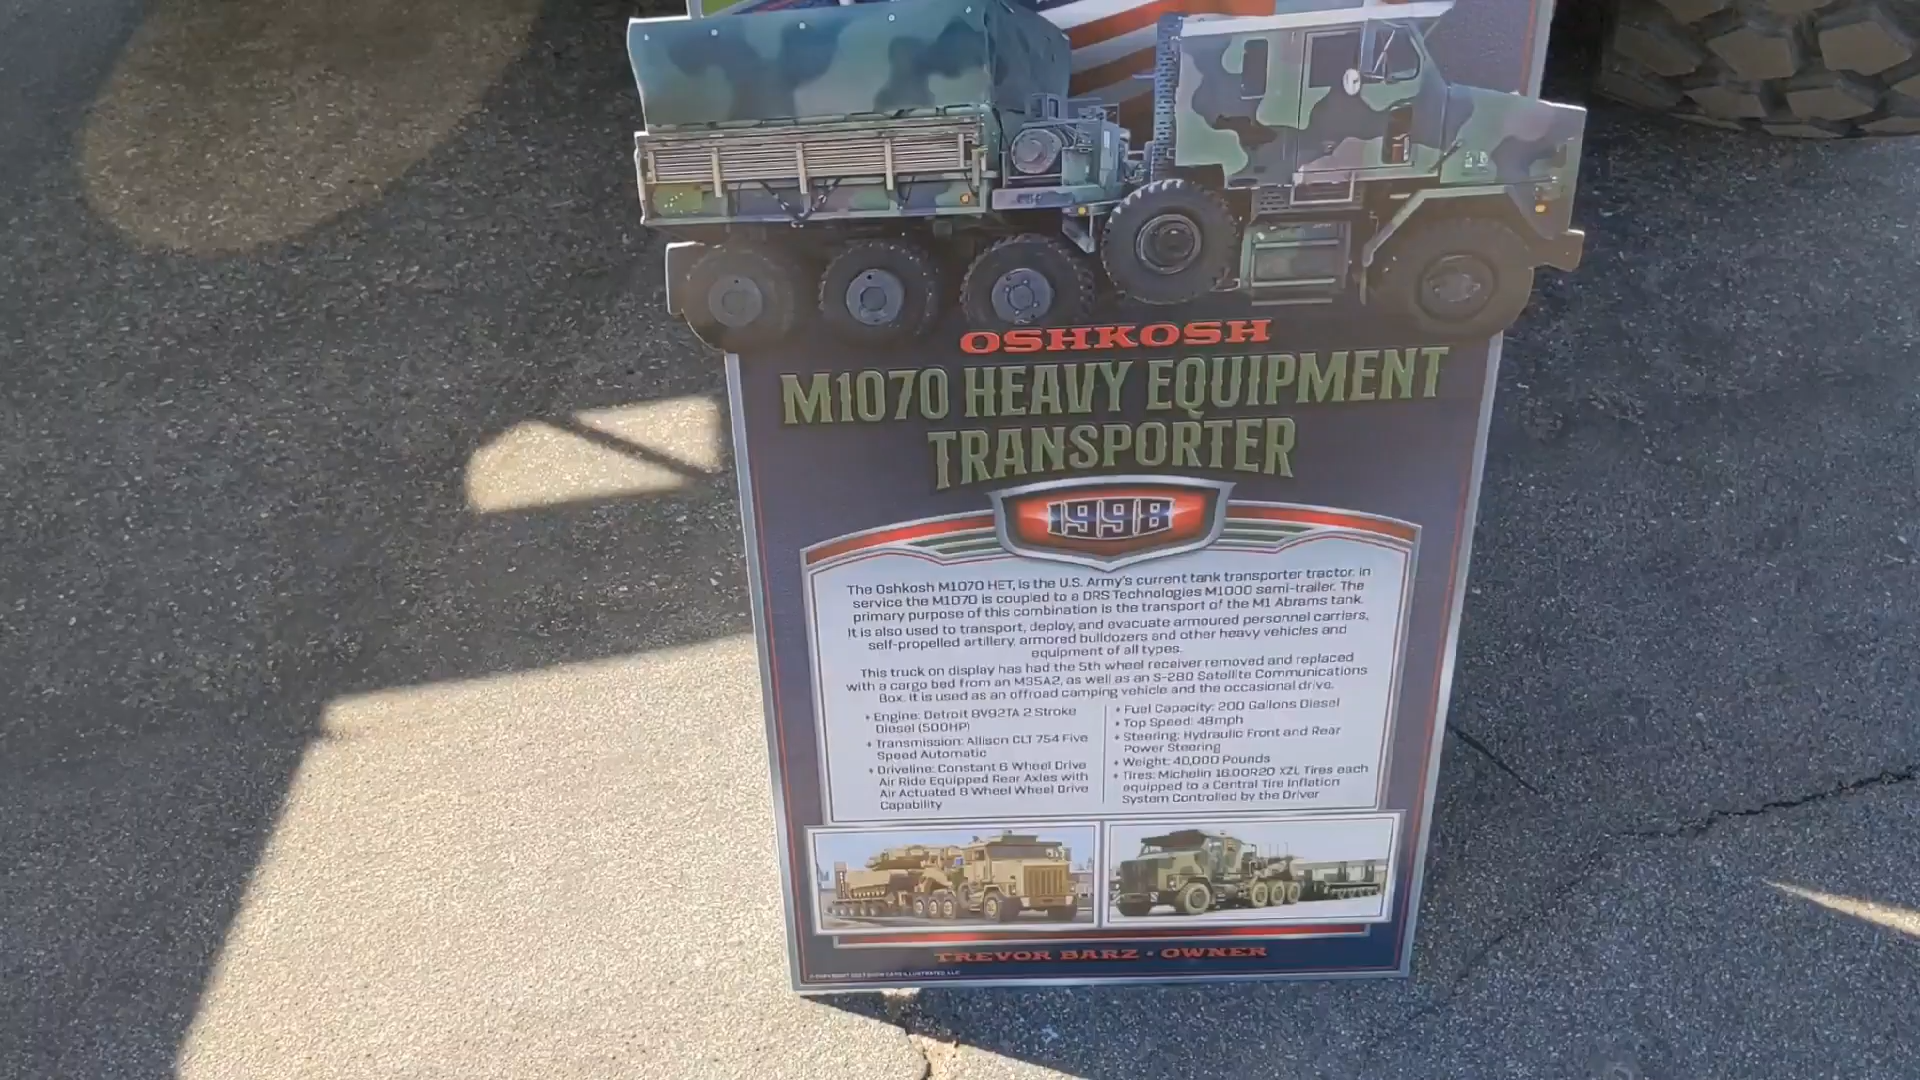 OSHKOSH
M1070 HEAVY EQUIPMENT
TRANSPORTER
1998
The Oshkosh M1070 HET, is the U.S. Army's current tank transporter tractor. In
service the M1070 is coupled to a DRS Technologies M1000 semi-trailer. The
primary purpose of this combination is the transport of the M1 Abrams tank.
It is also used to transport, deploy, and evacuate armoured personnel carriers,
self-propelled artillery, armored bulldozers and other heavy vehicles and
equipment of all types.
This truck on display has had the 5th wheel receiver removed and replaced
with a cargo bed from an M35A2, as well as an S-280 Satellite Communications
Box. It is used as an offroad camping vehicle and the occasional drive.
• Engine: Detroit 8V92TA 2 Stroke
Diesel (500HP)
• Transmission: Allison CLT 754 Five
Speed Automatic
• Driveline: Constant 6 Wheel Drive
Air Ride Equipped Rear Axles with
Air Actuated 8 Wheel Wheel Drive
Capability
• Fuel Capacity: 200 Gallons Diesel
• Top Speed: 48mph
• Steering: Hydraulic Front and Rear
Power Steering
• Weight: 40,000 Pounds
• Tires: Michelin 16.00R20 XZL Tires each
equipped to a Central Tire Inflation
System Controlled by the Driver
TREVOR BARZ • OWNER